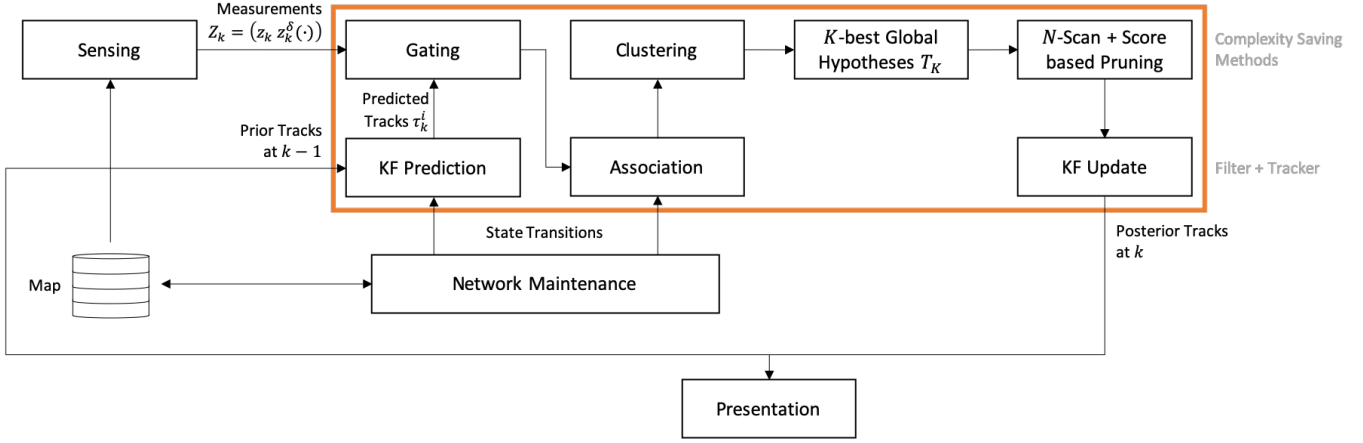 Measurements
Z_k = (z_k z_k^δ(·))
Sensing
Gating
Clustering
K-best Global
Hypotheses T_K
N-Scan + Score
based Pruning
Complexity Saving
Methods
Predicted
Tracks τ_k^i
Prior Tracks
at k − 1
KF Prediction
Association
KF Update
Filter + Tracker
State Transitions
Posterior Tracks
at k
Map
Network Maintenance
Presentation